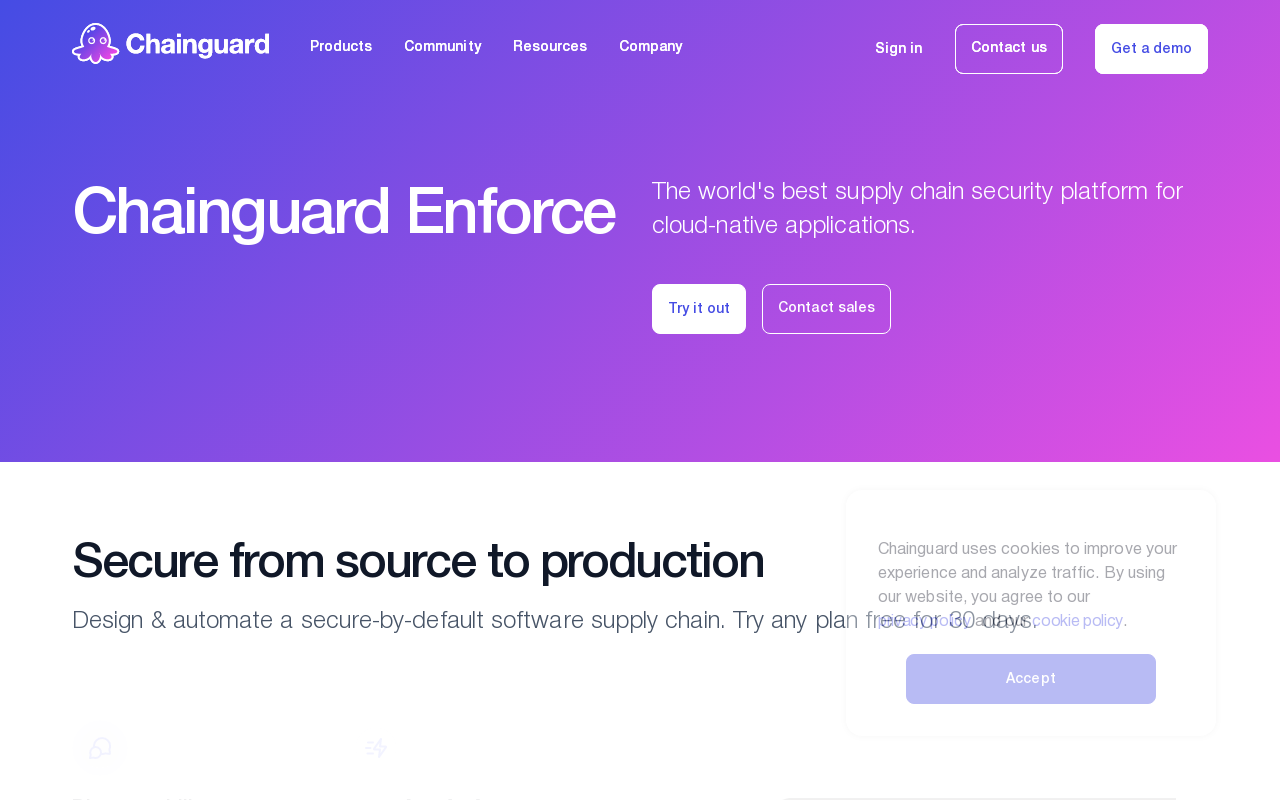 Chainguard
Products
Community
Resources
Company
Sign in
Contact us
Get a demo
Chainguard Enforce
The world's best supply chain security platform for
cloud-native applications.
Try it out
Contact sales
Secure from source to production
Design & automate a secure-by-default software supply chain. Try any plan free for 30 days.
Chainguard uses cookies to improve your
experience and analyze traffic. By using
our website, you agree to our
privacy policy and our cookie policy.
Accept